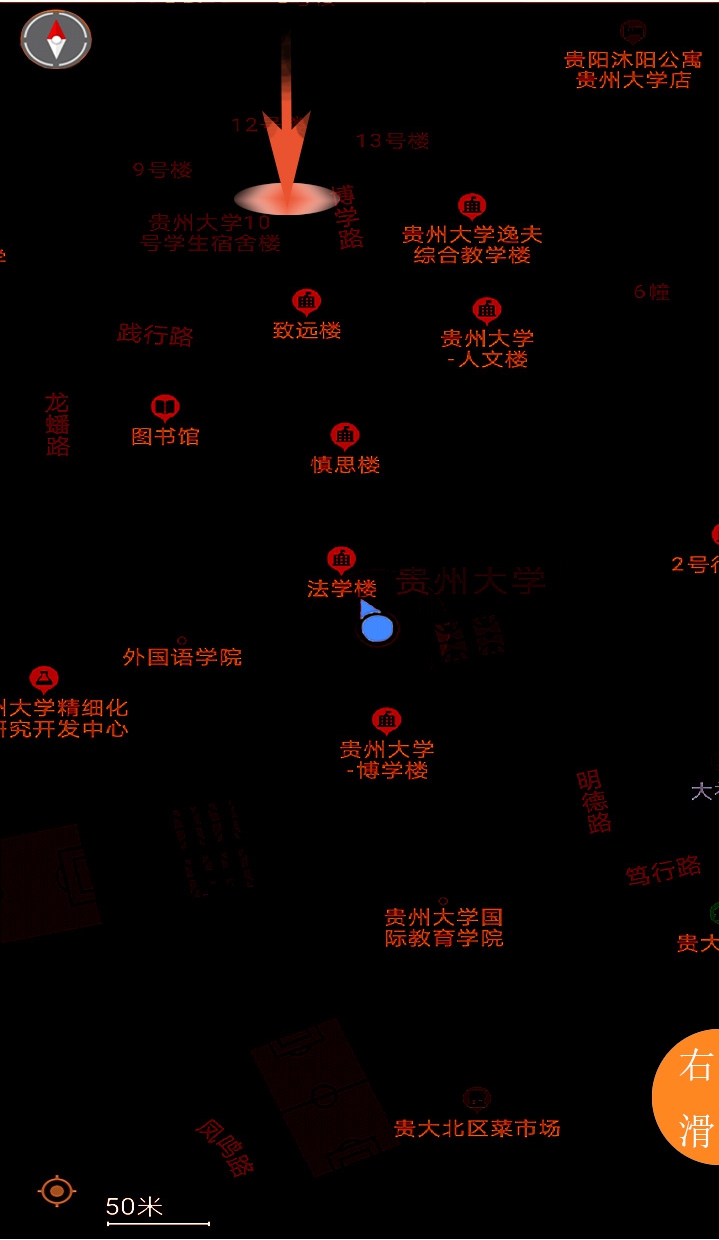 贵阳沐阳公寓
贵州大学店
13号楼
9号楼
博学路
贵州大学10
号学生宿舍楼
贵州大学逸夫
综合教学楼
6幢
致远楼
践行路
贵州大学
-人文楼
龙蟠路
图书馆
慎思楼
2号
法学楼
贵州大学
外国语学院
大学精细化
究开发中心
贵州大学
-博学楼
明德路
大
笃行路
贵州大学国
际教育学院
贵大
右
滑
贵大北区菜市场
凤鸣路
50米